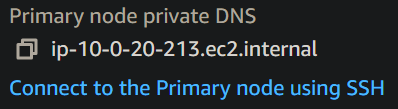 Primary node private DNS
ip-10-0-20-213.ec2.internal
Connect to the Primary node using SSH